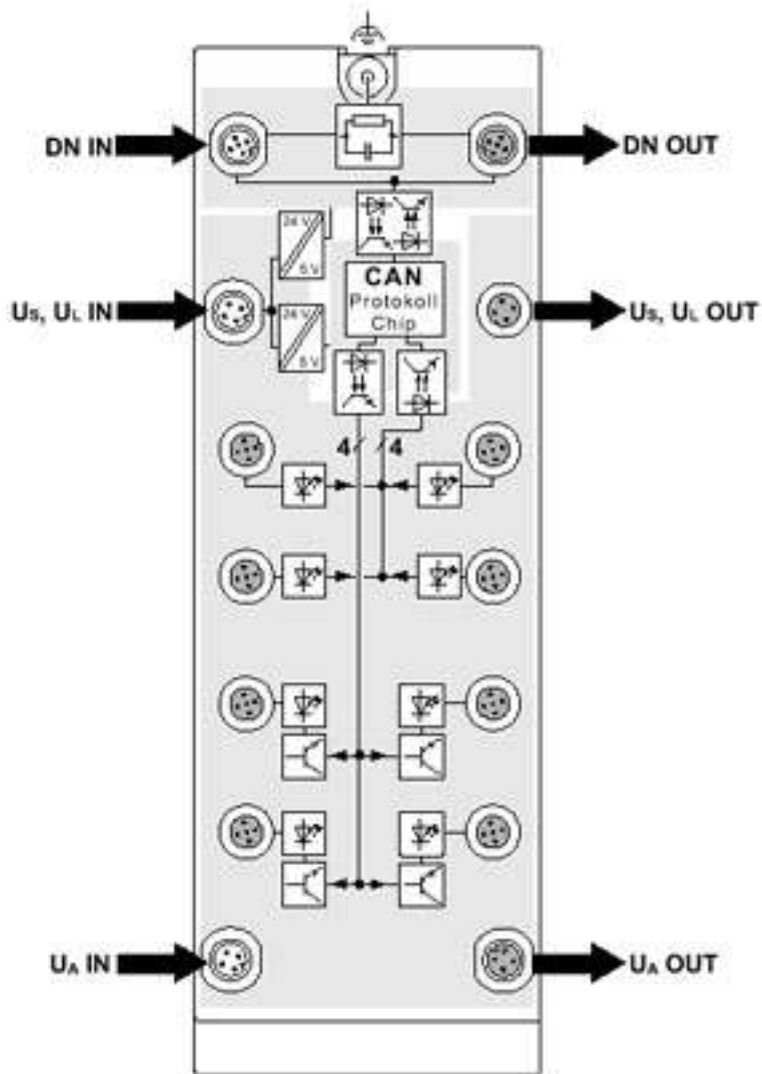 DN IN
DN OUT
24 V
5 V
CAN
Protokoll
Chip
Us, UL IN
Us, UL OUT
24 V
5 V
4
4
UA IN
UA OUT